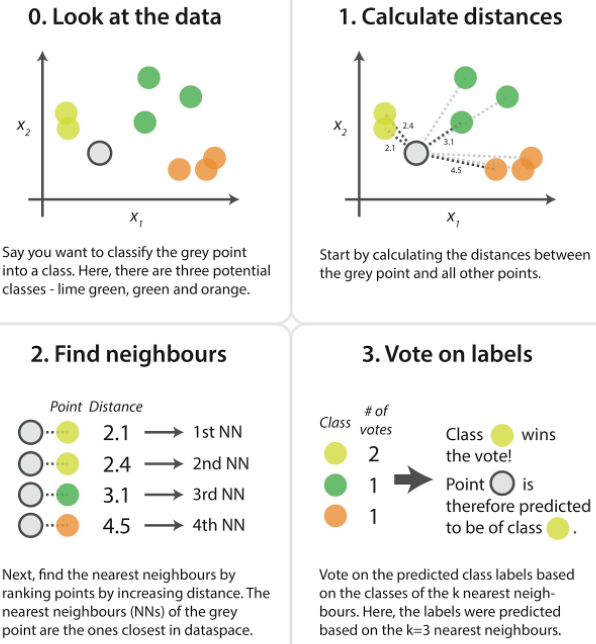 0. Look at the data
X2
X1
Say you want to classify the grey point
into a class. Here, there are three potential
classes - lime green, green and orange.
1. Calculate distances
X2
2.4
2.1
3.1
4.5
X1
Start by calculating the distances between
the grey point and all other points.
2. Find neighbours
Point Distance
2.1 1st NN
2.4 2nd NN
3.1 3rd NN
4.5 4th NN
Next, find the nearest neighbours by
ranking points by increasing distance. The
nearest neighbours (NNs) of the grey
point are the ones closest in dataspace.
3. Vote on labels
Class # of
votes
2
1
1
Class wins
the vote!
Point is
therefore predicted
to be of class .
Vote on the predicted class labels based
on the classes of the k nearest neigh-
bours. Here, the labels were predicted
based on the k=3 nearest neighbours.